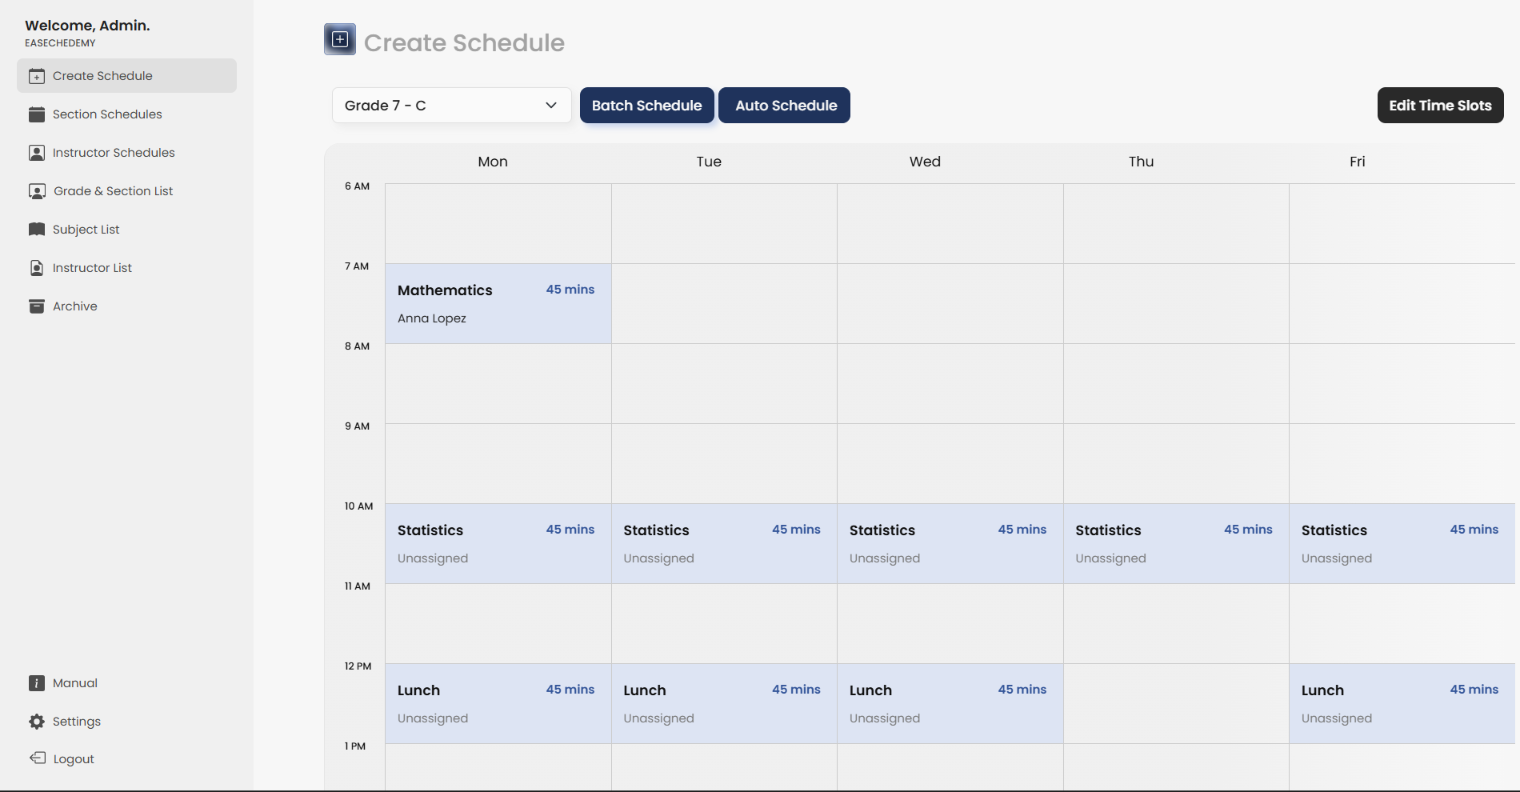 Welcome, Admin.
EASECHEDEMY
Create Schedule
Section Schedules
Instructor Schedules
Grade & Section List
Subject List
Instructor List
Archive
Manual
Settings
Logout
Create Schedule
Grade 7 - C
Batch Schedule
Auto Schedule
Edit Time Slots
Mon Tue Wed Thu Fri
6 AM
7 AM
Mathematics 45 mins
Anna Lopez
8 AM
9 AM
10 AM
Statistics 45 mins Statistics 45 mins Statistics 45 mins Statistics 45 mins Statistics 45 mins
Unassigned Unassigned Unassigned Unassigned Unassigned
11 AM
12 PM
Lunch 45 mins Lunch 45 mins Lunch 45 mins Lunch 45 mins
Unassigned Unassigned Unassigned Unassigned
1 PM